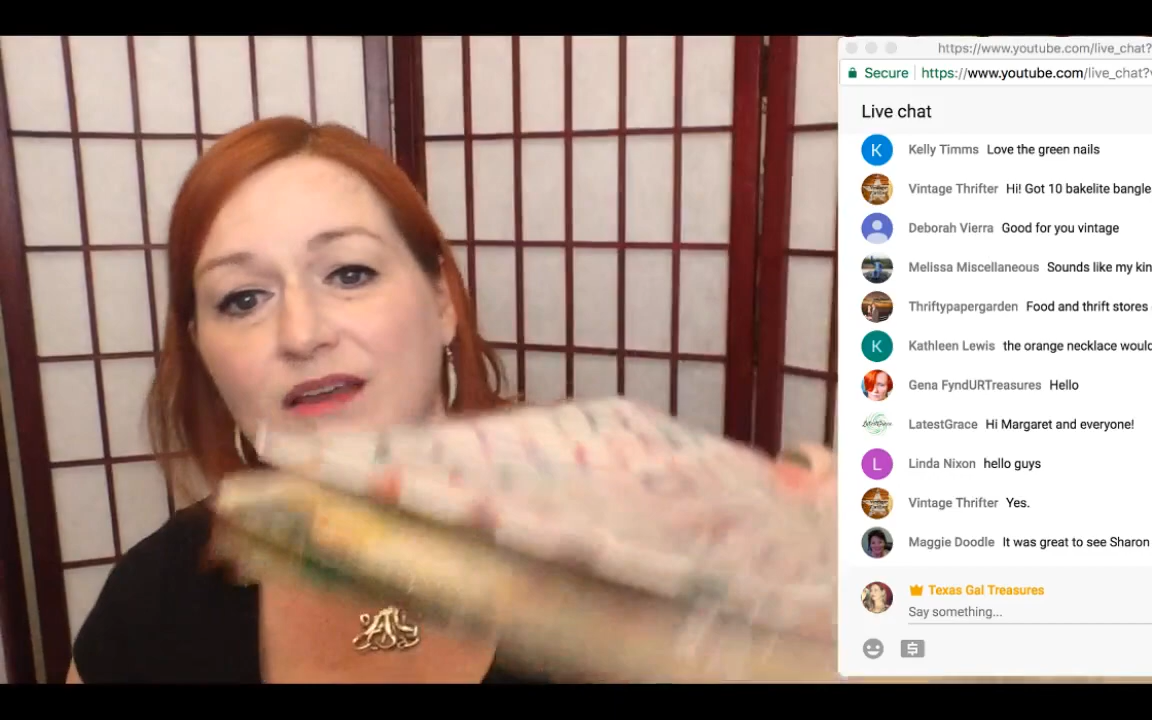 https://www.youtube.com/live_chat?
Secure https://www.youtube.com/live_chat?
Live chat
K Kelly Timms Love the green nails
Vintage Thrifter Hi! Got 10 bakelite bangle
Deborah Vierra Good for you vintage
Melissa Miscellaneous Sounds like my kin
Thriftypapergarden Food and thrift stores
K Kathleen Lewis the orange necklace would
Gena FyndURTreasures Hello
LatestGrace Hi Margaret and everyone!
L Linda Nixon hello guys
Vintage Thrifter Yes.
Maggie Doodle It was great to see Sharon
Texas Gal Treasures
Say something...
$